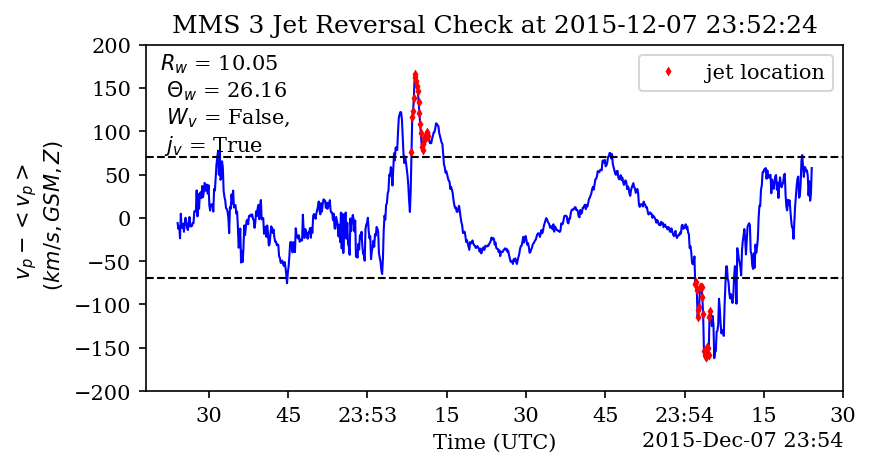 MMS 3 Jet Reversal Check at 2015-12-07 23:52:24
R_w = 10.05
Θ_w = 26.16
W_v = False,
j_v = True
jet location
v_p − < v_p >
(km/s, GSM, Z)
200
150
100
50
0
−50
−100
−150
−200
30 45 23:53 15 30 45 23:54 15 30
Time (UTC)
2015-Dec-07 23:54